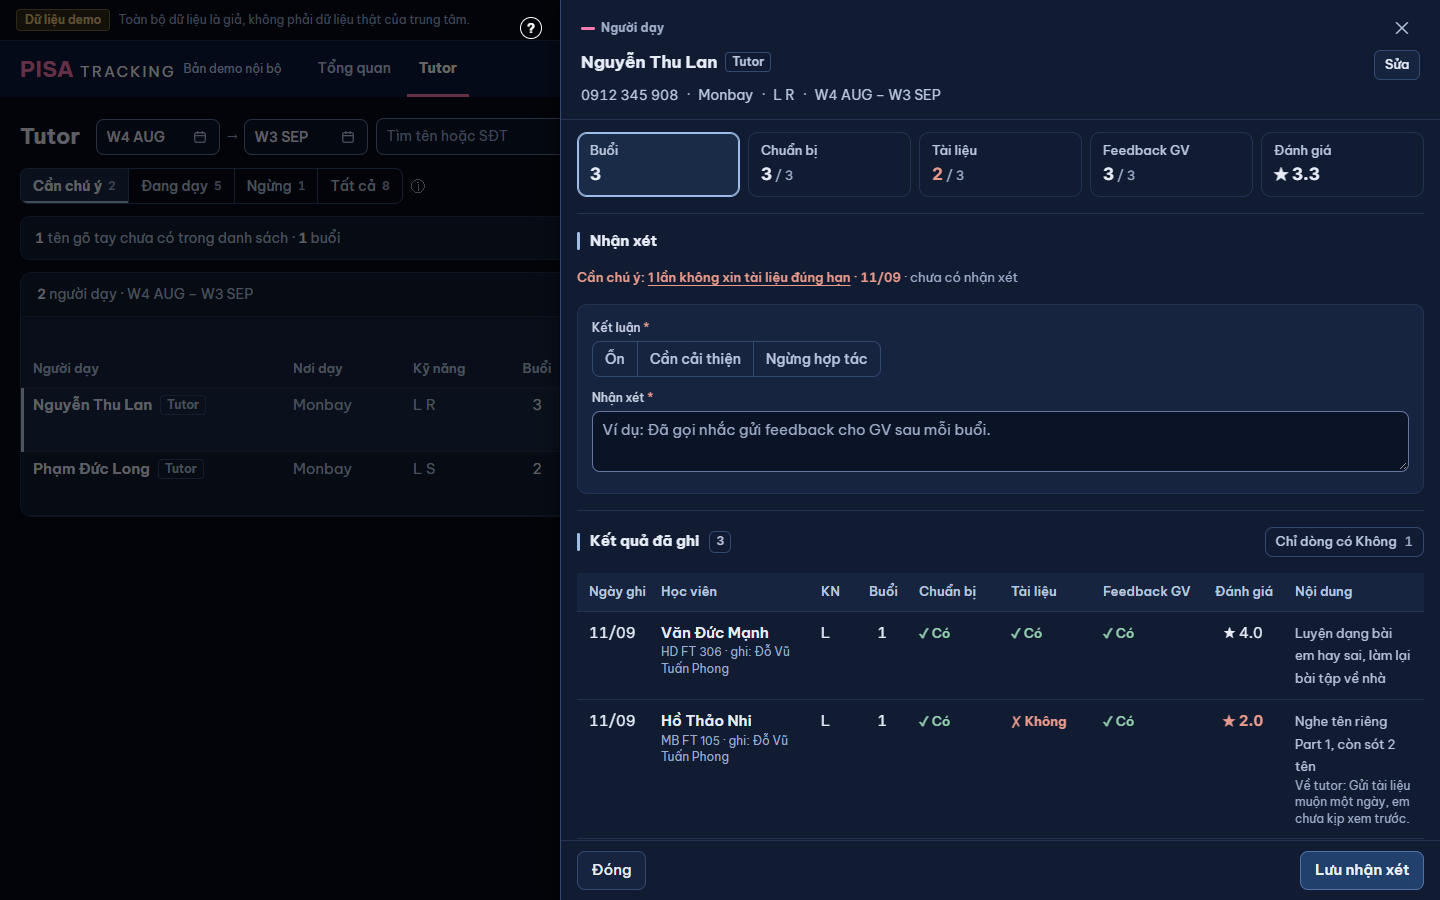 Dữ liệu demo Toàn bộ dữ liệu là giả, không phải dữ liệu thật của trung tâm.
?
PISA TRACKING Bản demo nội bộ Tổng quan Tutor
Tutor W4 AUG → W3 SEP Tìm tên hoặc SĐT
Cần chú ý 2 Đang dạy 5 Ngừng 1 Tất cả 8
1 tên gõ tay chưa có trong danh sách · 1 buổi
2 người dạy · W4 AUG – W3 SEP
Người dạy Nơi dạy Kỹ năng Buổi
Nguyễn Thu Lan Tutor Monbay L R 3
Phạm Đức Long Tutor Monbay L S 2
Người dạy
Nguyễn Thu Lan Tutor Sửa
0912 345 908 · Monbay · L R · W4 AUG – W3 SEP
Buổi Chuẩn bị Tài liệu Feedback GV Đánh giá
3 3 / 3 2 / 3 3 / 3 ★ 3.3
Nhận xét
Cần chú ý: 1 lần không xin tài liệu đúng hạn · 11/09 · chưa có nhận xét
Kết luận *
Ổn Cần cải thiện Ngừng hợp tác
Nhận xét *
Ví dụ: Đã gọi nhắc gửi feedback cho GV sau mỗi buổi.
Kết quả đã ghi 3 Chỉ dòng có Không 1
Ngày ghi Học viên KN Buổi Chuẩn bị Tài liệu Feedback GV Đánh giá Nội dung
11/09 Văn Đức Mạnh L 1 ✓ Có ✓ Có ✓ Có ★ 4.0 Luyện dạng bài
HD FT 306 · ghi: Đỗ Vũ em hay sai, làm lại
Tuấn Phong bài tập về nhà
11/09 Hồ Thảo Nhi L 1 ✓ Có ✗ Không ✓ Có ★ 2.0 Nghe tên riêng
MB FT 105 · ghi: Đỗ Vũ Part 1, còn sót 2
Tuấn Phong tên
Về tutor: Gửi tài liệu
muộn một ngày, em
chưa kịp xem trước.
Đóng Lưu nhận xét